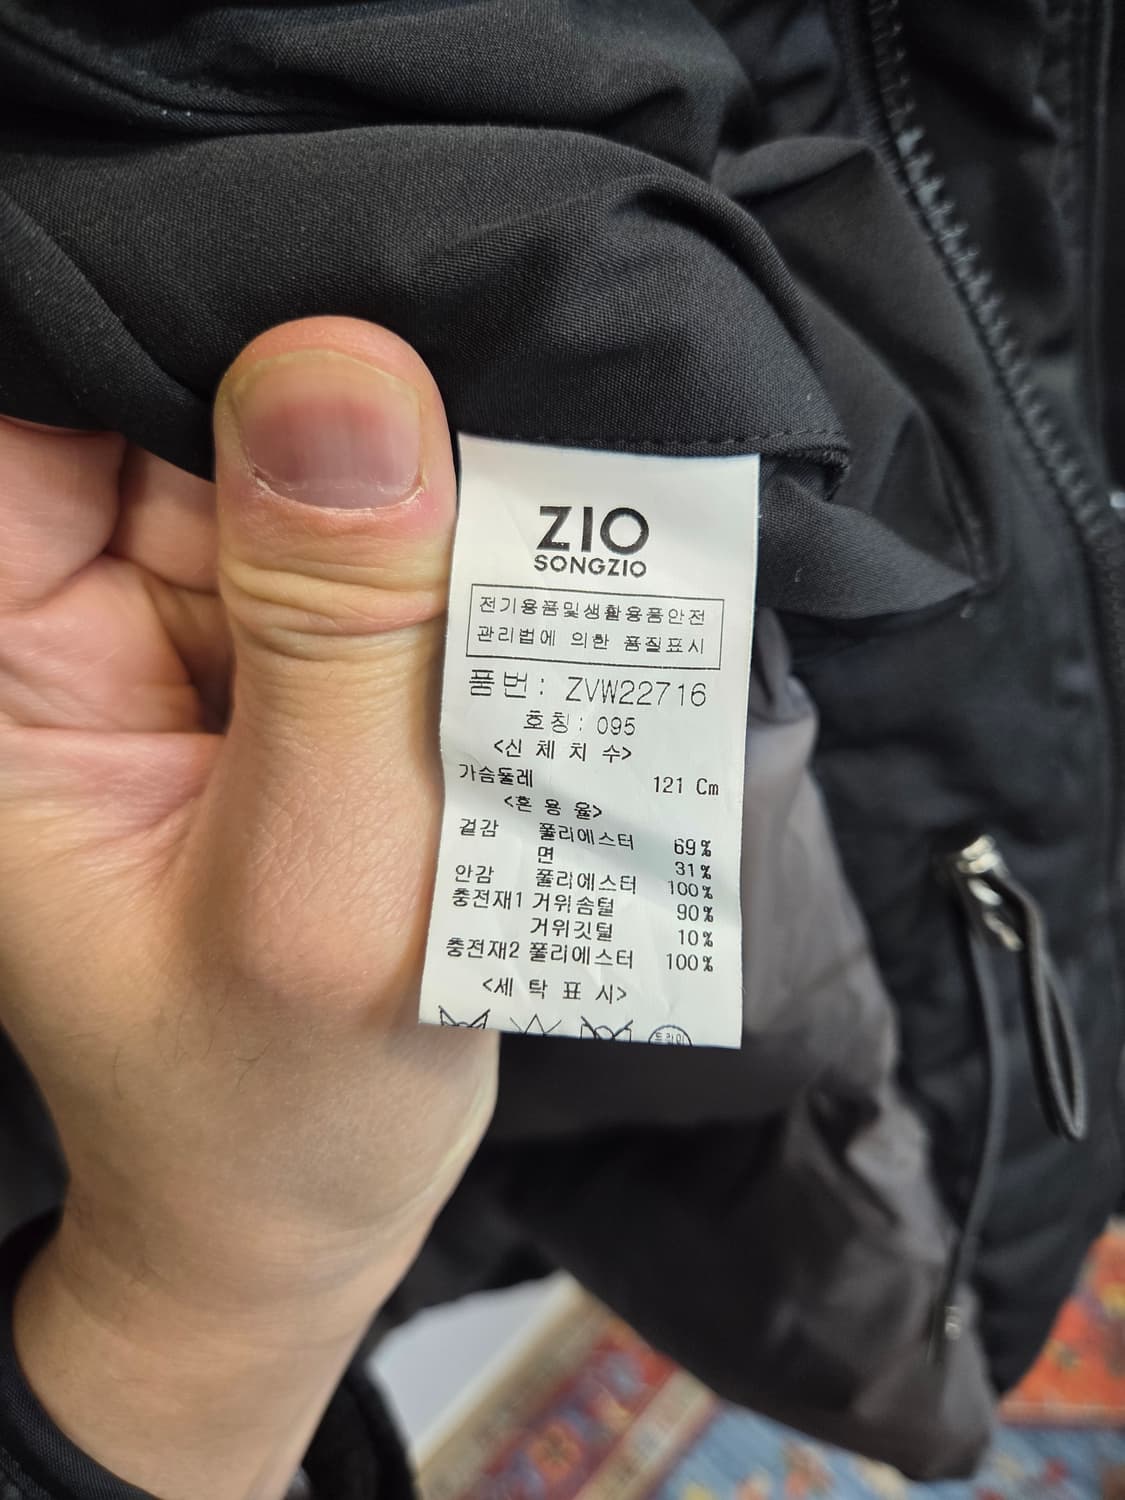 ZIO
SONGZIO
전기용품및생활용품안전
관리법에 의한 품질표시
품번: ZVW22716
호칭: 095
<신 체 치 수>
가슴둘레 121 Cm
<혼 용 율>
겉감 폴리에스터 69%
면 31%
안감 폴리에스터 100%
충전재1 거위솜털 90%
거위깃털 10%
충전재2 폴리에스터 100%
<세 탁 표 시>
드라이